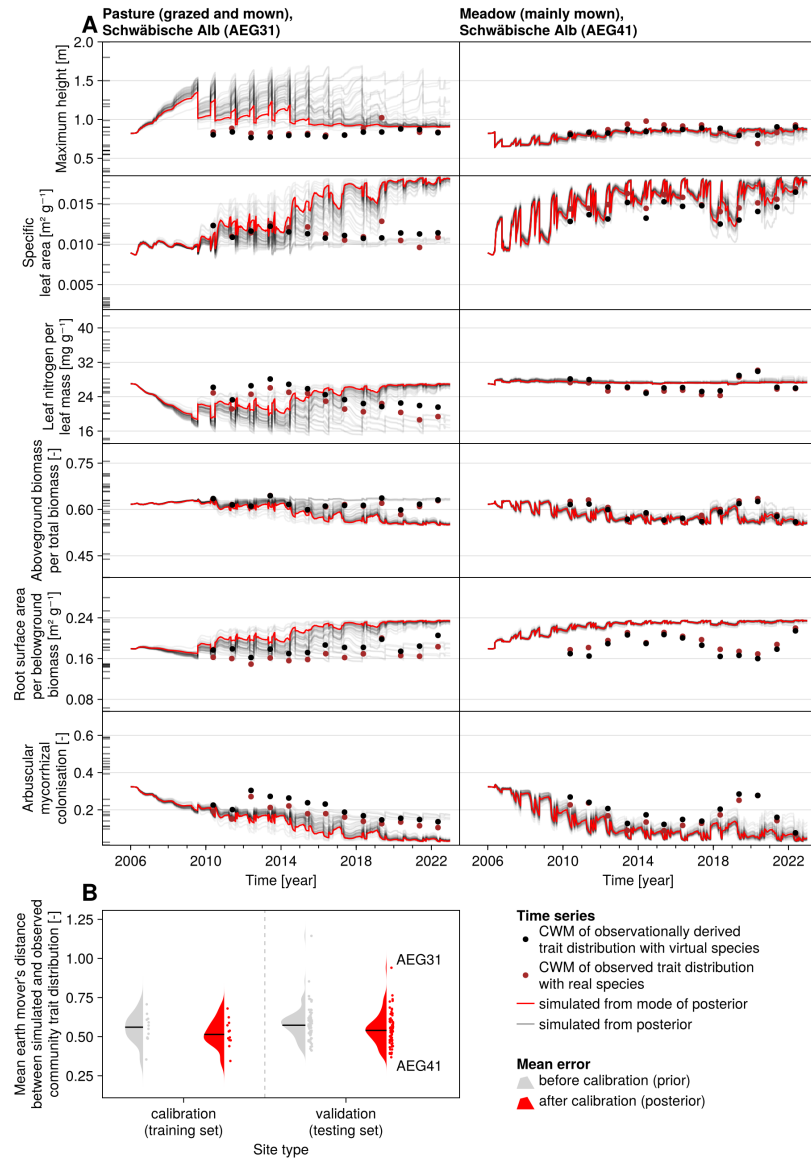 A
Pasture (grazed and mown),
Schwäbische Alb (AEG31)
Meadow (mainly mown),
Schwäbische Alb (AEG41)
Maximum height [m]
2.0
1.5
1.0
0.5
Specific
leaf area [m² g⁻¹]
0.015
0.010
0.005
Leaf nitrogen per
leaf mass [mg g⁻¹]
40
32
24
16
Aboveground biomass
per total biomass [-]
0.75
0.60
0.45
Root surface area
per belowground
biomass [m² g⁻¹]
0.24
0.16
0.08
Arbuscular
mycorrhizal
colonisation [-]
0.6
0.4
0.2
2006 2010 2014 2018 2022
2006 2010 2014 2018 2022
Time [year]
Time [year]
B
Mean earth mover's distance
between simulated and observed
community trait distribution [-]
1.25
1.00
0.75
0.50
0.25
AEG31
AEG41
calibration
(training set)
validation
(testing set)
Site type
Time series
CWM of observationally derived
trait distribution with virtual species
CWM of observed trait distribution
with real species
simulated from mode of posterior
simulated from posterior
Mean error
before calibration (prior)
after calibration (posterior)